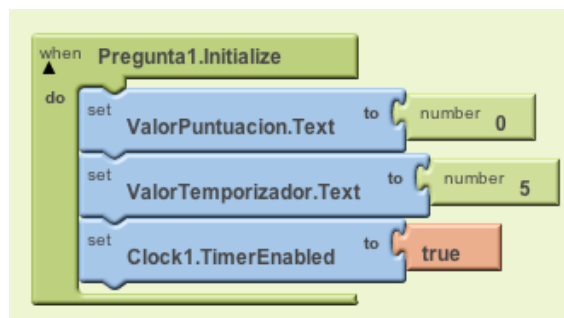 when Pregunta1.Initialize
do
set ValorPuntuacion.Text to number 0
set ValorTemporizador.Text to number 5
set Clock1.TimerEnabled to true